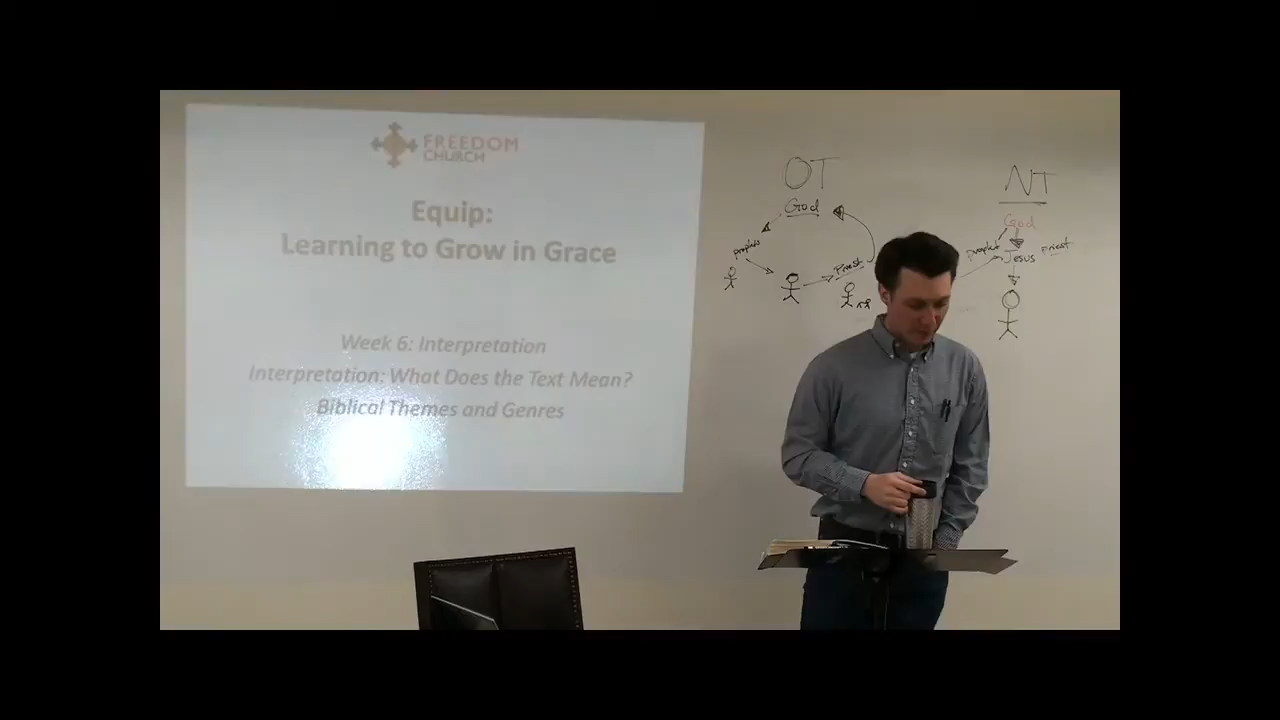 FREEDOM
CHURCH
Equip:
Learning to Grow in Grace
Week 6: Interpretation
Interpretation: What Does the Text Mean?
Biblical Themes and Genres
OT
God
Prophets
Priest
NT
God
Prophet
Priest
Jesus